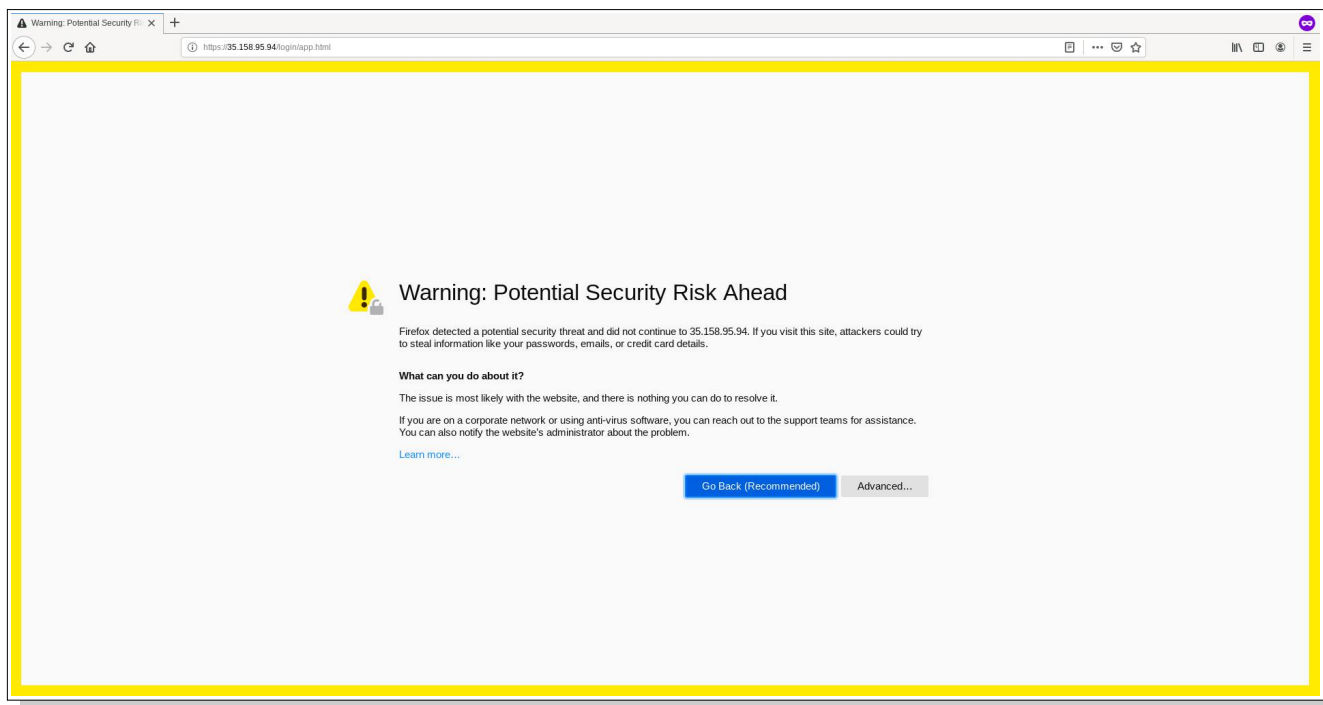 Warning: Potential Security Ri
https://35.158.95.94/login/app.html
Warning: Potential Security Risk Ahead
Firefox detected a potential security threat and did not continue to 35.158.95.94. If you visit this site, attackers could try
to steal information like your passwords, emails, or credit card details.
What can you do about it?
The issue is most likely with the website, and there is nothing you can do to resolve it.
If you are on a corporate network or using anti-virus software, you can reach out to the support teams for assistance.
You can also notify the website's administrator about the problem.
Learn more…
Go Back (Recommended)
Advanced…